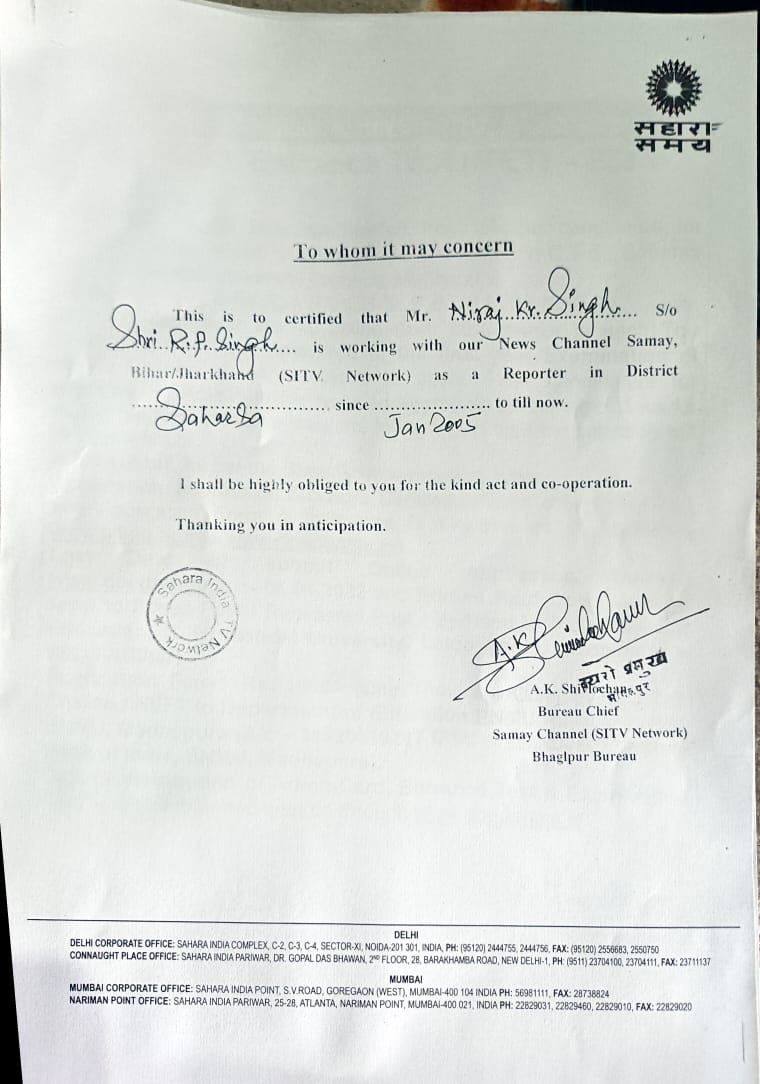 सहारा
समय
To whom it may concern
This is to certified that Mr. Niraj Kr. Singh S/o
Shri R.P. Singh is working with our News Channel Samay,
Bihar/Jharkhand (SITV Network) as a Reporter in District
Saharsa since Jan 2005 to till now.
I shall be highly obliged to you for the kind act and co-operation.
Thanking you in anticipation.
Sahara India TV Network
A.K.
ब्यूरो प्रमुख
A.K. Bureau Chief
Samay Channel (SITV Network)
Bhaglpur Bureau
DELHI
DELHI CORPORATE OFFICE: SAHARA INDIA COMPLEX, C-2, C-3, C-4, SECTOR-XI, NOIDA-201 301, INDIA, PH: (95120) 2444755, 2444756, FAX: (95120) 2556683, 2550750
CONNAUGHT PLACE OFFICE: SAHARA INDIA PARIWAR, DR. GOPAL DAS BHAWAN, 2ND FLOOR, 28, BARAKHAMBA ROAD, NEW DELHI-1, PH: (9511) 23704100, 23704111, FAX: 23711137
MUMBAI
MUMBAI CORPORATE OFFICE: SAHARA INDIA POINT, S.V.ROAD, GOREGAON (WEST), MUMBAI-400 104 INDIA PH: 56981111, FAX: 28738824
NARIMAN POINT OFFICE: SAHARA INDIA PARIWAR, 25-28, ATLANTA, NARIMAN POINT, MUMBAI-400 021, INDIA PH: 22829031, 22829460, 22829010, FAX: 22829020